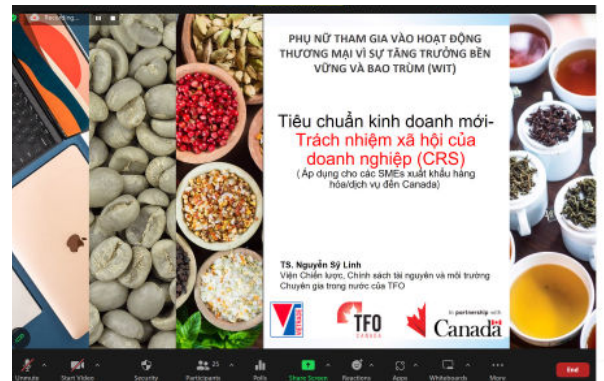 Recording...
PHỤ NỮ THAM GIA VÀO HOẠT ĐỘNG
THƯƠNG MẠI VÌ SỰ TĂNG TRƯỞNG BỀN
VỮNG VÀ BAO TRÙM (WIT)
Tiêu chuẩn kinh doanh mới-
Trách nhiệm xã hội của
doanh nghiệp (CRS)
(Áp dụng cho các SMEs xuất khẩu hàng
hóa/dịch vụ đến Canada)
TS. Nguyễn Sỹ Linh
Viện Chiến lược, Chính sách tài nguyên và môi trường
Chuyên gia trong nước của TFO
VIETRADE
TFO
CANADA
In partnership with
Canada
Unmute
Start Video
Security
Participants
25
Polls
Share Screen
Reactions
Apps
Whiteboards
More
End